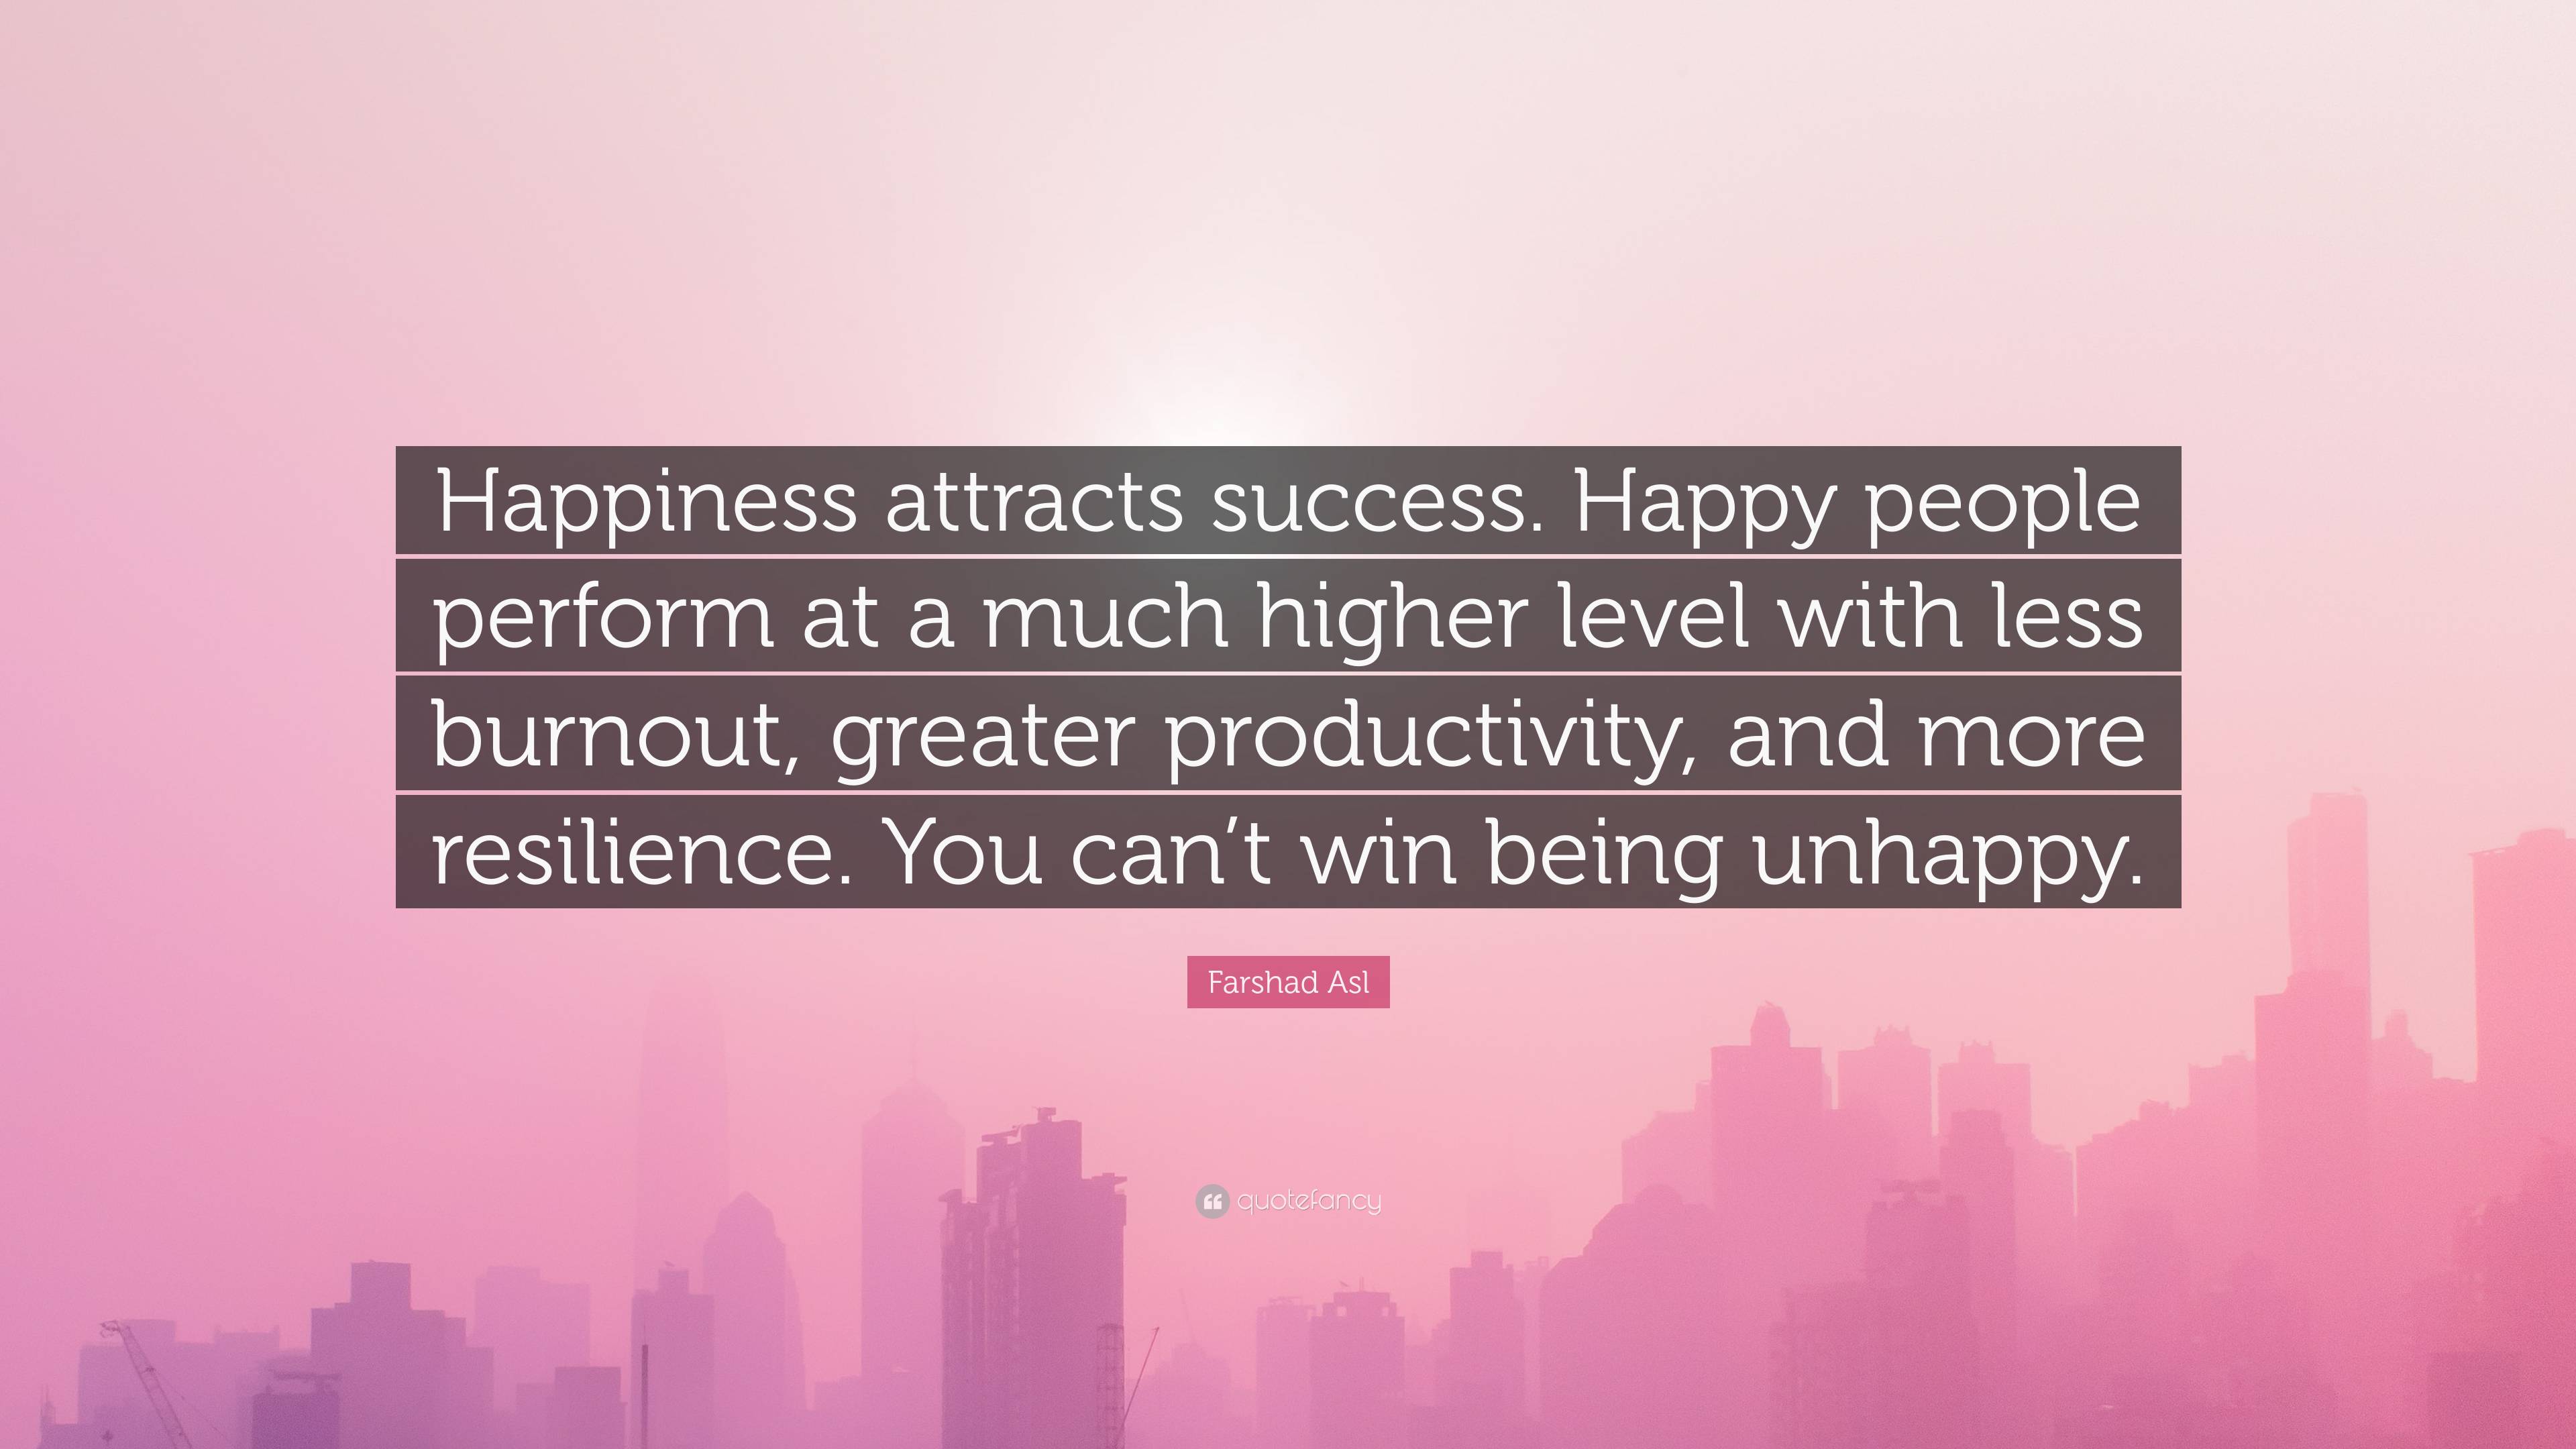 Happiness attracts success. Happy people
perform at a much higher level with less
burnout, greater productivity, and more
resilience. You can’t win being unhappy.
Farshad Asl
quotefancy